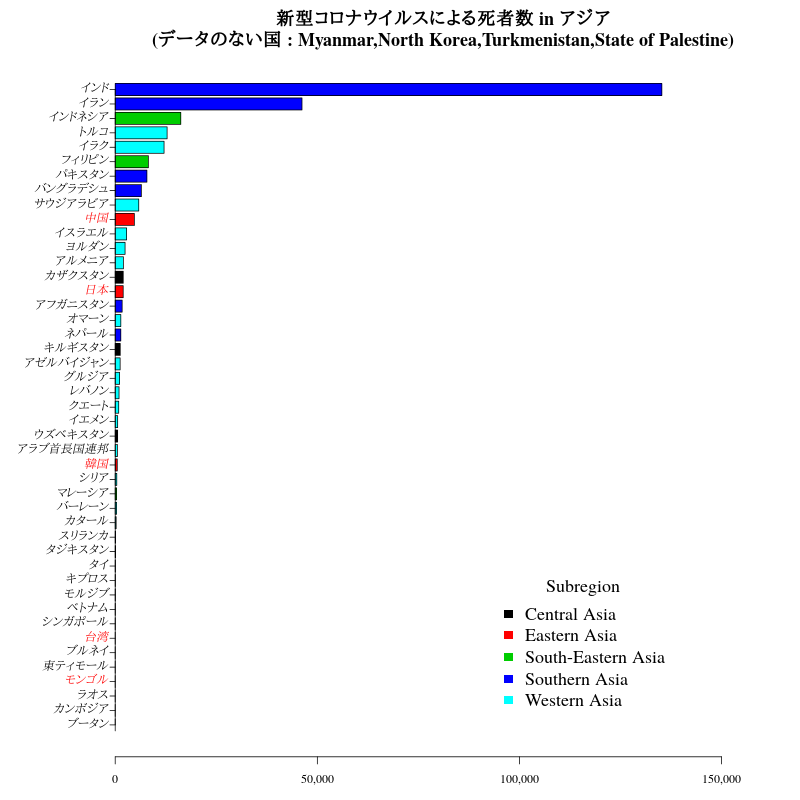 新型コロナウイルスによる死者数 in アジア
(データのない国 : Myanmar,North Korea,Turkmenistan,State of Palestine)
インド
イラン
インドネシア
トルコ
イラク
フィリピン
パキスタン
バングラデシュ
サウジアラビア
中国
イスラエル
ヨルダン
アルメニア
カザクスタン
日本
アフガニスタン
オマーン
ネパール
キルギスタン
アゼルバイジャン
グルジア
レバノン
クエート
イエメン
ウズベキスタン
アラブ首長国連邦
韓国
シリア
マレーシア
バーレーン
カタール
スリランカ
タジキスタン
タイ
キプロス
モルジブ
ベトナム
シンガポール
台湾
ブルネイ
東ティモール
モンゴル
ラオス
カンボジア
ブータン
Subregion
Central Asia
Eastern Asia
South-Eastern Asia
Southern Asia
Western Asia
0
50,000
100,000
150,000